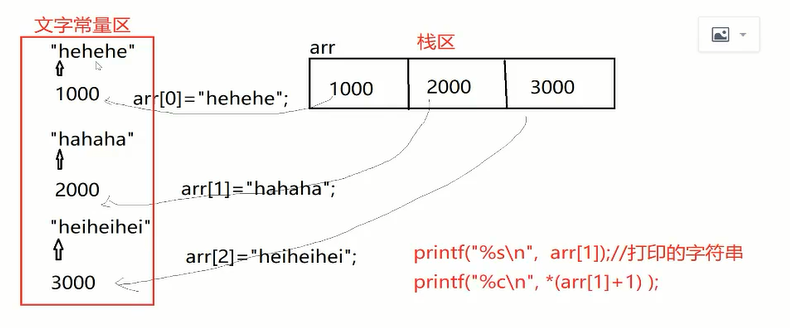 文字常量区
"hehehe"
1000
arr[0]="hehehe";
"hahaha"
2000
arr[1]="hahaha";
"heiheihei"
3000
arr[2]="heiheihei";
arr
栈区
1000
2000
3000
printf("%s\n", arr[1]);//打印的字符串
printf("%c\n", *(arr[1]+1) );